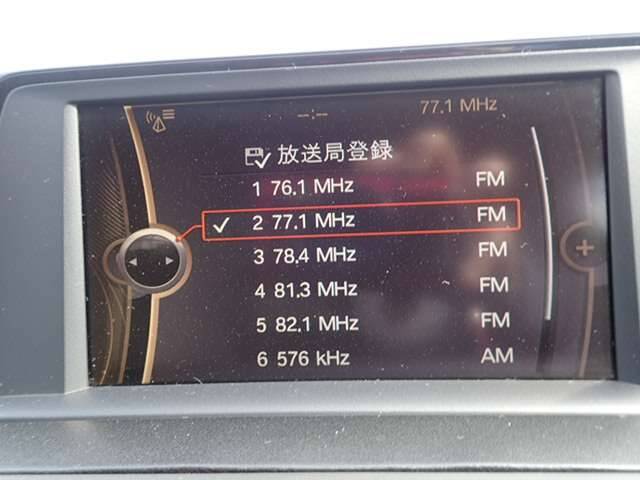 --:-- 77.1 MHz
放送局登録
1 76.1 MHz FM
2 77.1 MHz FM
3 78.4 MHz FM
4 81.3 MHz FM
5 82.1 MHz FM
6 576 kHz AM